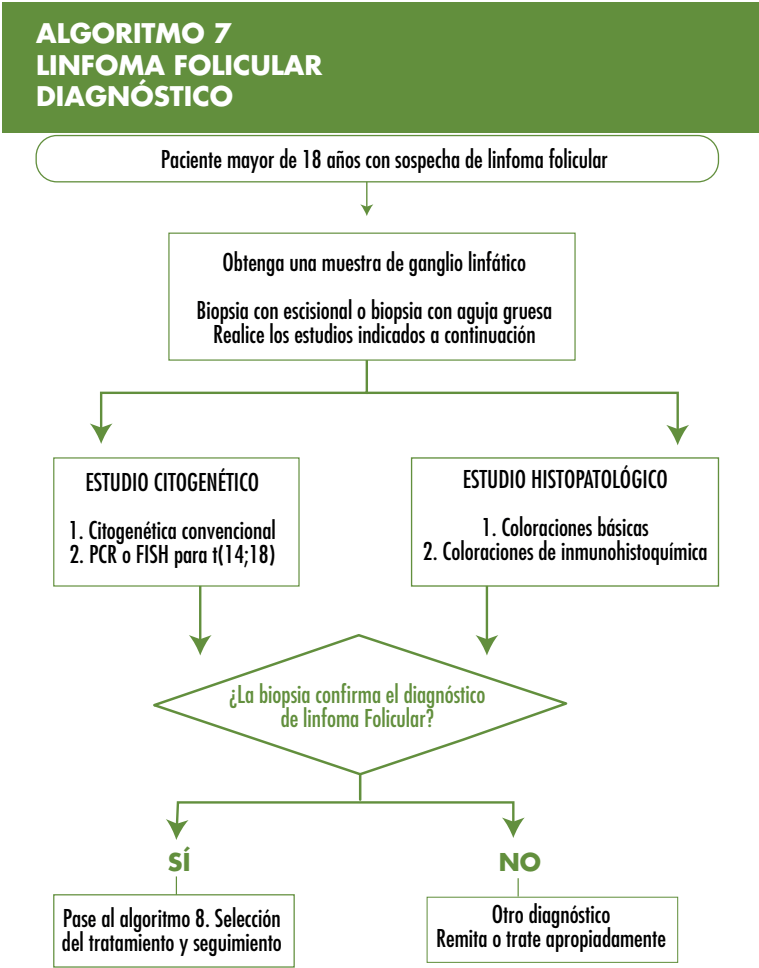 ALGORITMO 7
LINFOMA FOLICULAR
DIAGNÓSTICO
Paciente mayor de 18 años con sospecha de linfoma folicular
Obtenga una muestra de ganglio linfático
Biopsia con escisional o biopsia con aguja gruesa
Realice los estudios indicados a continuación
ESTUDIO CITOGENÉTICO
1. Citogenética convencional
2. PCR o FISH para t(14;18)
ESTUDIO HISTOPATOLÓGICO
1. Coloraciones básicas
2. Coloraciones de inmunohistoquímica
¿La biopsia confirma el diagnóstico
de linfoma Folicular?
SÍ
NO
Pase al algoritmo 8. Selección
del tratamiento y seguimiento
Otro diagnóstico
Remita o trate apropiadamente